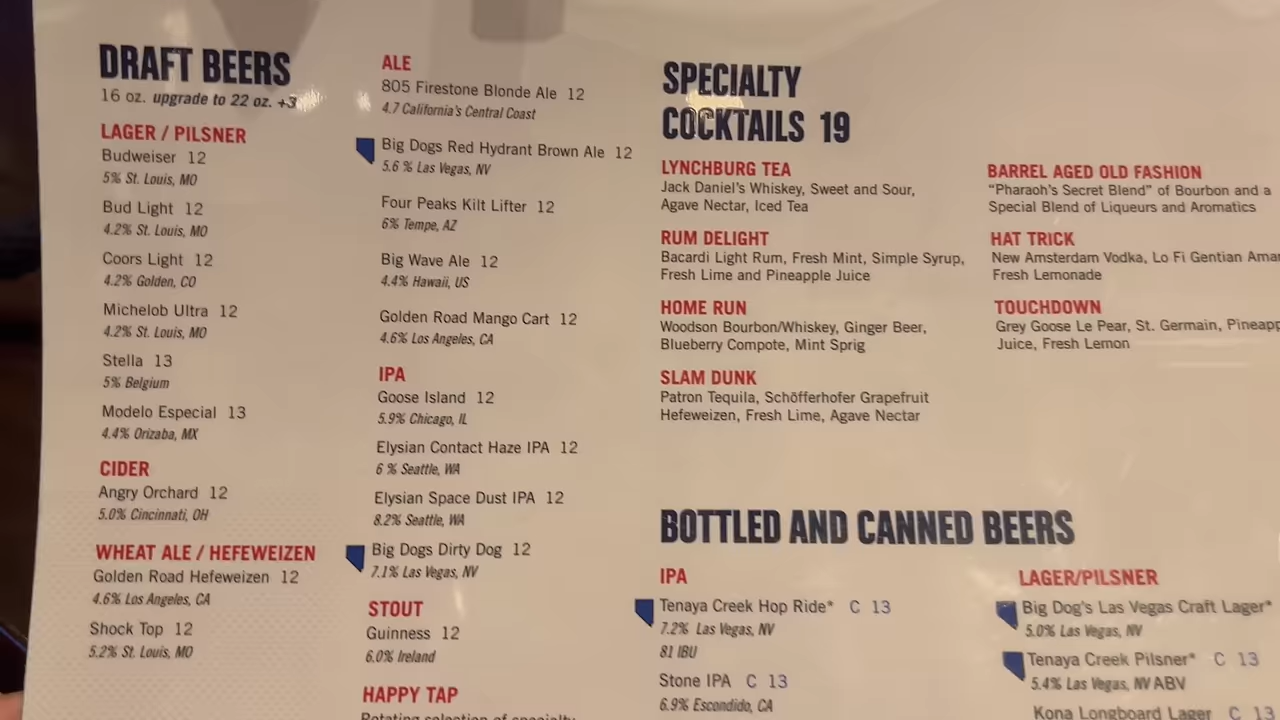 DRAFT BEERS
16 oz. upgrade to 22 oz. +3
LAGER / PILSNER
Budweiser 12
5% St. Louis, MO
Bud Light 12
4.2% St. Louis, MO
Coors Light 12
4.2% Golden, CO
Michelob Ultra 12
4.2% St. Louis, MO
Stella 13
5% Belgium
Modelo Especial 13
4.4% Orizaba, MX
CIDER
Angry Orchard 12
5.0% Cincinnati, OH
WHEAT ALE / HEFEWEIZEN
Golden Road Hefeweizen 12
4.6% Los Angeles, CA
Shock Top 12
5.2% St. Louis, MO
ALE
805 Firestone Blonde Ale 12
4.7 California's Central Coast
Big Dogs Red Hydrant Brown Ale 12
5.6 % Las Vegas, NV
Four Peaks Kilt Lifter 12
6% Tempe, AZ
Big Wave Ale 12
4.4% Hawaii, US
Golden Road Mango Cart 12
4.6% Los Angeles, CA
IPA
Goose Island 12
5.9% Chicago, IL
Elysian Contact Haze IPA 12
6 % Seattle, WA
Elysian Space Dust IPA 12
8.2% Seattle, WA
Big Dogs Dirty Dog 12
7.1% Las Vegas, NV
STOUT
Guinness 12
6.0% Ireland
HAPPY TAP
Rotating selection of specialty
SPECIALTY
COCKTAILS 19
LYNCHBURG TEA
Jack Daniel's Whiskey, Sweet and Sour,
Agave Nectar, Iced Tea
RUM DELIGHT
Bacardi Light Rum, Fresh Mint, Simple Syrup,
Fresh Lime and Pineapple Juice
HOME RUN
Woodson Bourbon/Whiskey, Ginger Beer,
Blueberry Compote, Mint Sprig
SLAM DUNK
Patron Tequila, Schöfferhofer Grapefruit
Hefeweizen, Fresh Lime, Agave Nectar
BARREL AGED OLD FASHION
“Pharaoh's Secret Blend” of Bourbon and a
Special Blend of Liqueurs and Aromatics
HAT TRICK
New Amsterdam Vodka, Lo Fi Gentian Amar
Fresh Lemonade
TOUCHDOWN
Grey Goose Le Pear, St. Germain, Pineapp
Juice, Fresh Lemon
BOTTLED AND CANNED BEERS
IPA
Tenaya Creek Hop Ride* C 13
7.2% Las Vegas, NV
81 IBU
Stone IPA C 13
6.9% Escondido, CA
LAGER/PILSNER
Big Dog's Las Vegas Craft Lager*
5.0% Las Vegas, NV
Tenaya Creek Pilsner* C 13
5.4% Las Vegas, NV ABV
Kona Longboard Lager C 13